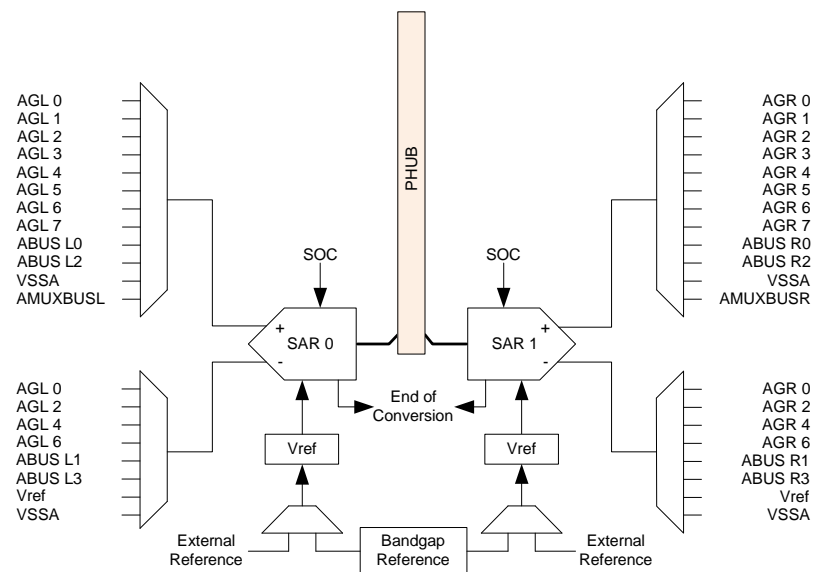 PHUB
AGL 0
AGL 1
AGL 2
AGL 3
AGL 4
AGL 5
AGL 6
AGL 7
ABUS L0
ABUS L2
VSSA
AMUXBUSL
AGR 0
AGR 1
AGR 2
AGR 3
AGR 4
AGR 5
AGR 6
AGR 7
ABUS R0
ABUS R2
VSSA
AMUXBUSR
SOC
SOC
+
SAR 0
-
+
SAR 1
-
End of
Conversion
AGL 0
AGL 2
AGL 4
AGL 6
ABUS L1
ABUS L3
Vref
VSSA
AGR 0
AGR 2
AGR 4
AGR 6
ABUS R1
ABUS R3
Vref
VSSA
Vref
Vref
External
Reference
Bandgap
Reference
External
Reference